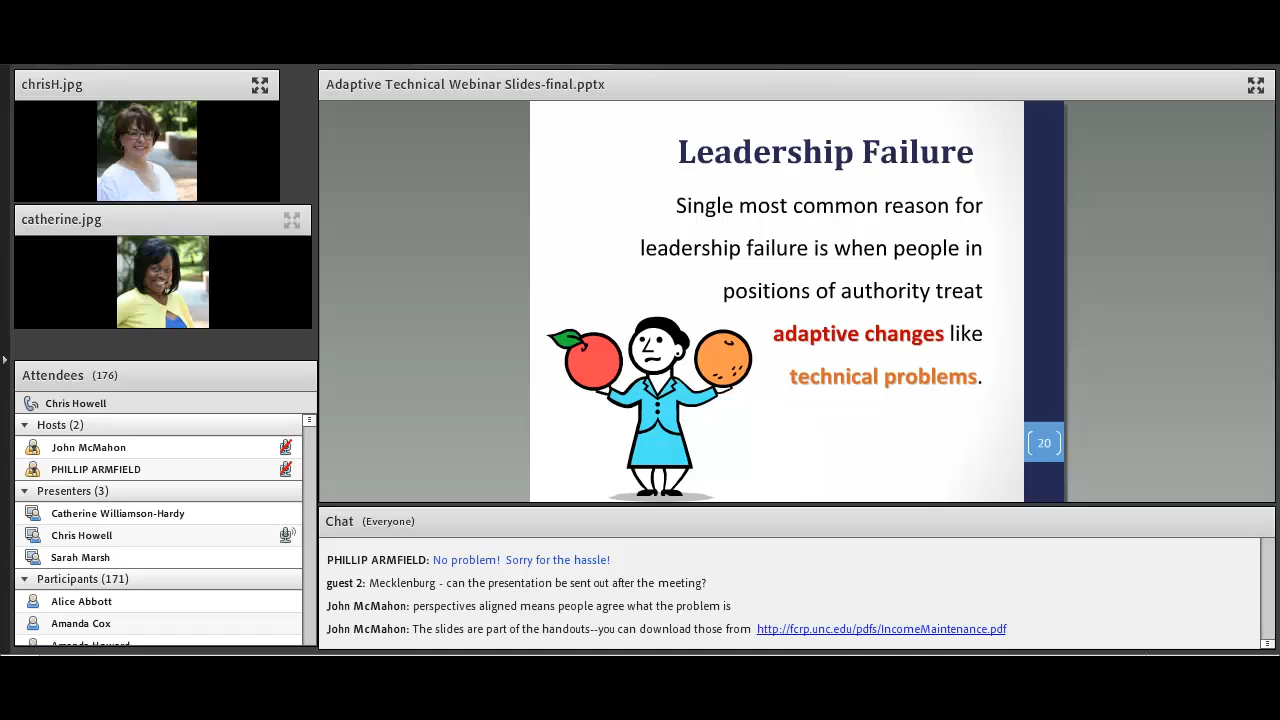 chrisH.jpg
catherine.jpg
Attendees (176)
Chris Howell
Hosts (2)
John McMahon
PHILLIP ARMFIELD
Presenters (3)
Catherine Williamson-Hardy
Chris Howell
Sarah Marsh
Participants (171)
Alice Abbott
Amanda Cox
Amanda Howard
Adaptive Technical Webinar Slides-final.pptx
Leadership Failure
Single most common reason for
leadership failure is when people in
positions of authority treat
adaptive changes like
technical problems.
20
Chat (Everyone)
PHILLIP ARMFIELD: No problem! Sorry for the hassle!
guest 2: Mecklenburg - can the presentation be sent out after the meeting?
John McMahon: perspectives aligned means people agree what the problem is
John McMahon: The slides are part of the handouts--you can download those from http://fcrp.unc.edu/pdfs/IncomeMaintenance.pdf